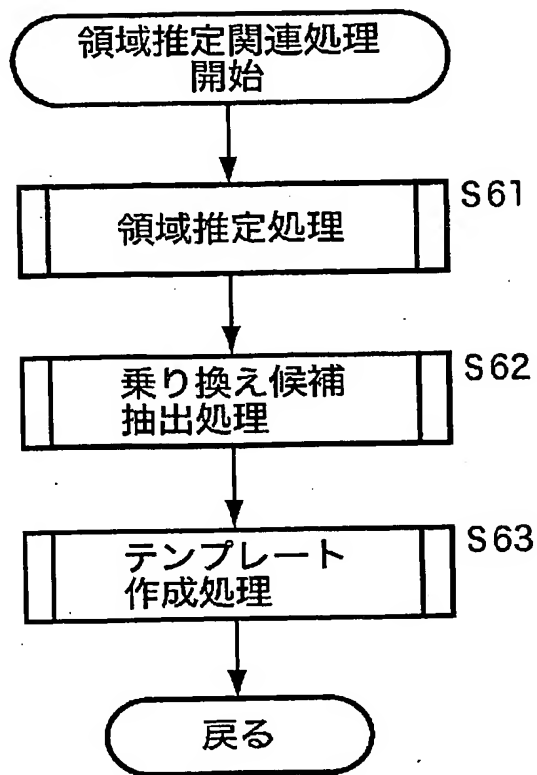 領域推定関連処理
開始
S61
領域推定処理
S62
乗り換え候補
抽出処理
S63
テンプレート
作成処理
戻る